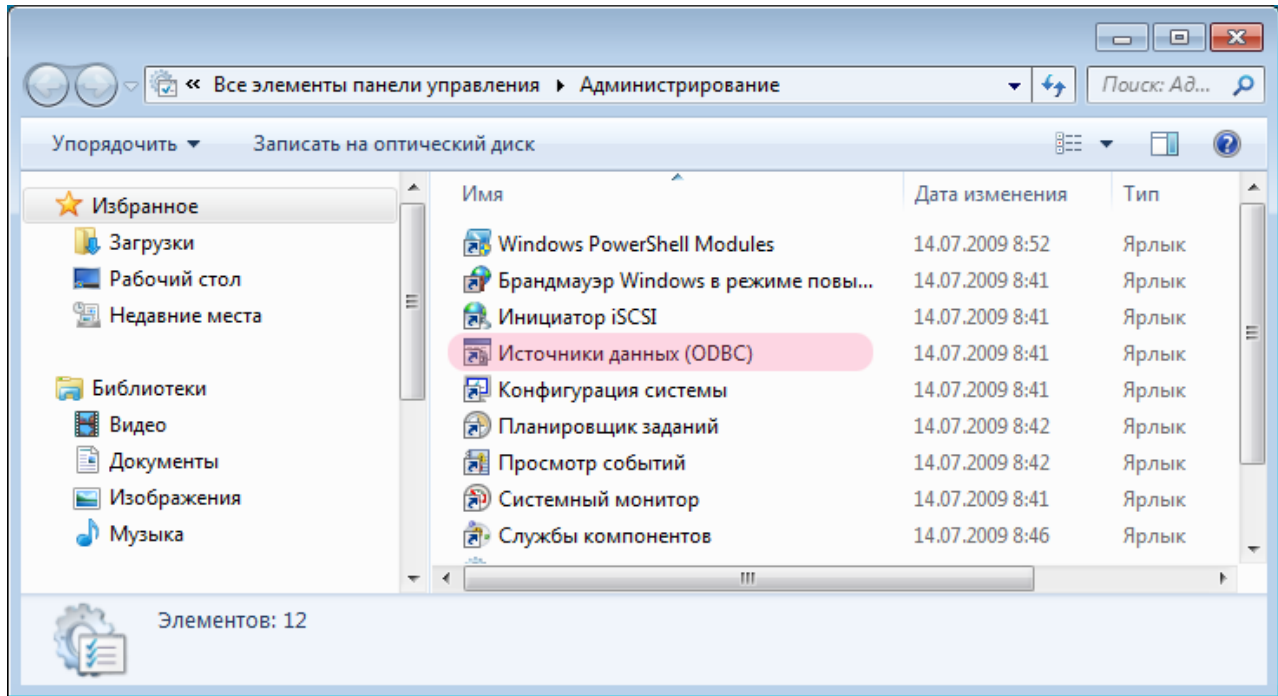 « Все элементы панели управления Администрирование Поиск: Ад...
Упорядочить Записать на оптический диск
Избранное
Загрузки
Рабочий стол
Недавние места
Библиотеки
Видео
Документы
Изображения
Музыка
Имя Дата изменения Тип
Windows PowerShell Modules 14.07.2009 8:52 Ярлык
Брандмауэр Windows в режиме повы... 14.07.2009 8:41 Ярлык
Инициатор iSCSI 14.07.2009 8:41 Ярлык
Источники данных (ODBC) 14.07.2009 8:41 Ярлык
Конфигурация системы 14.07.2009 8:41 Ярлык
Планировщик заданий 14.07.2009 8:42 Ярлык
Просмотр событий 14.07.2009 8:42 Ярлык
Системный монитор 14.07.2009 8:41 Ярлык
Службы компонентов 14.07.2009 8:46 Ярлык
Элементов: 12